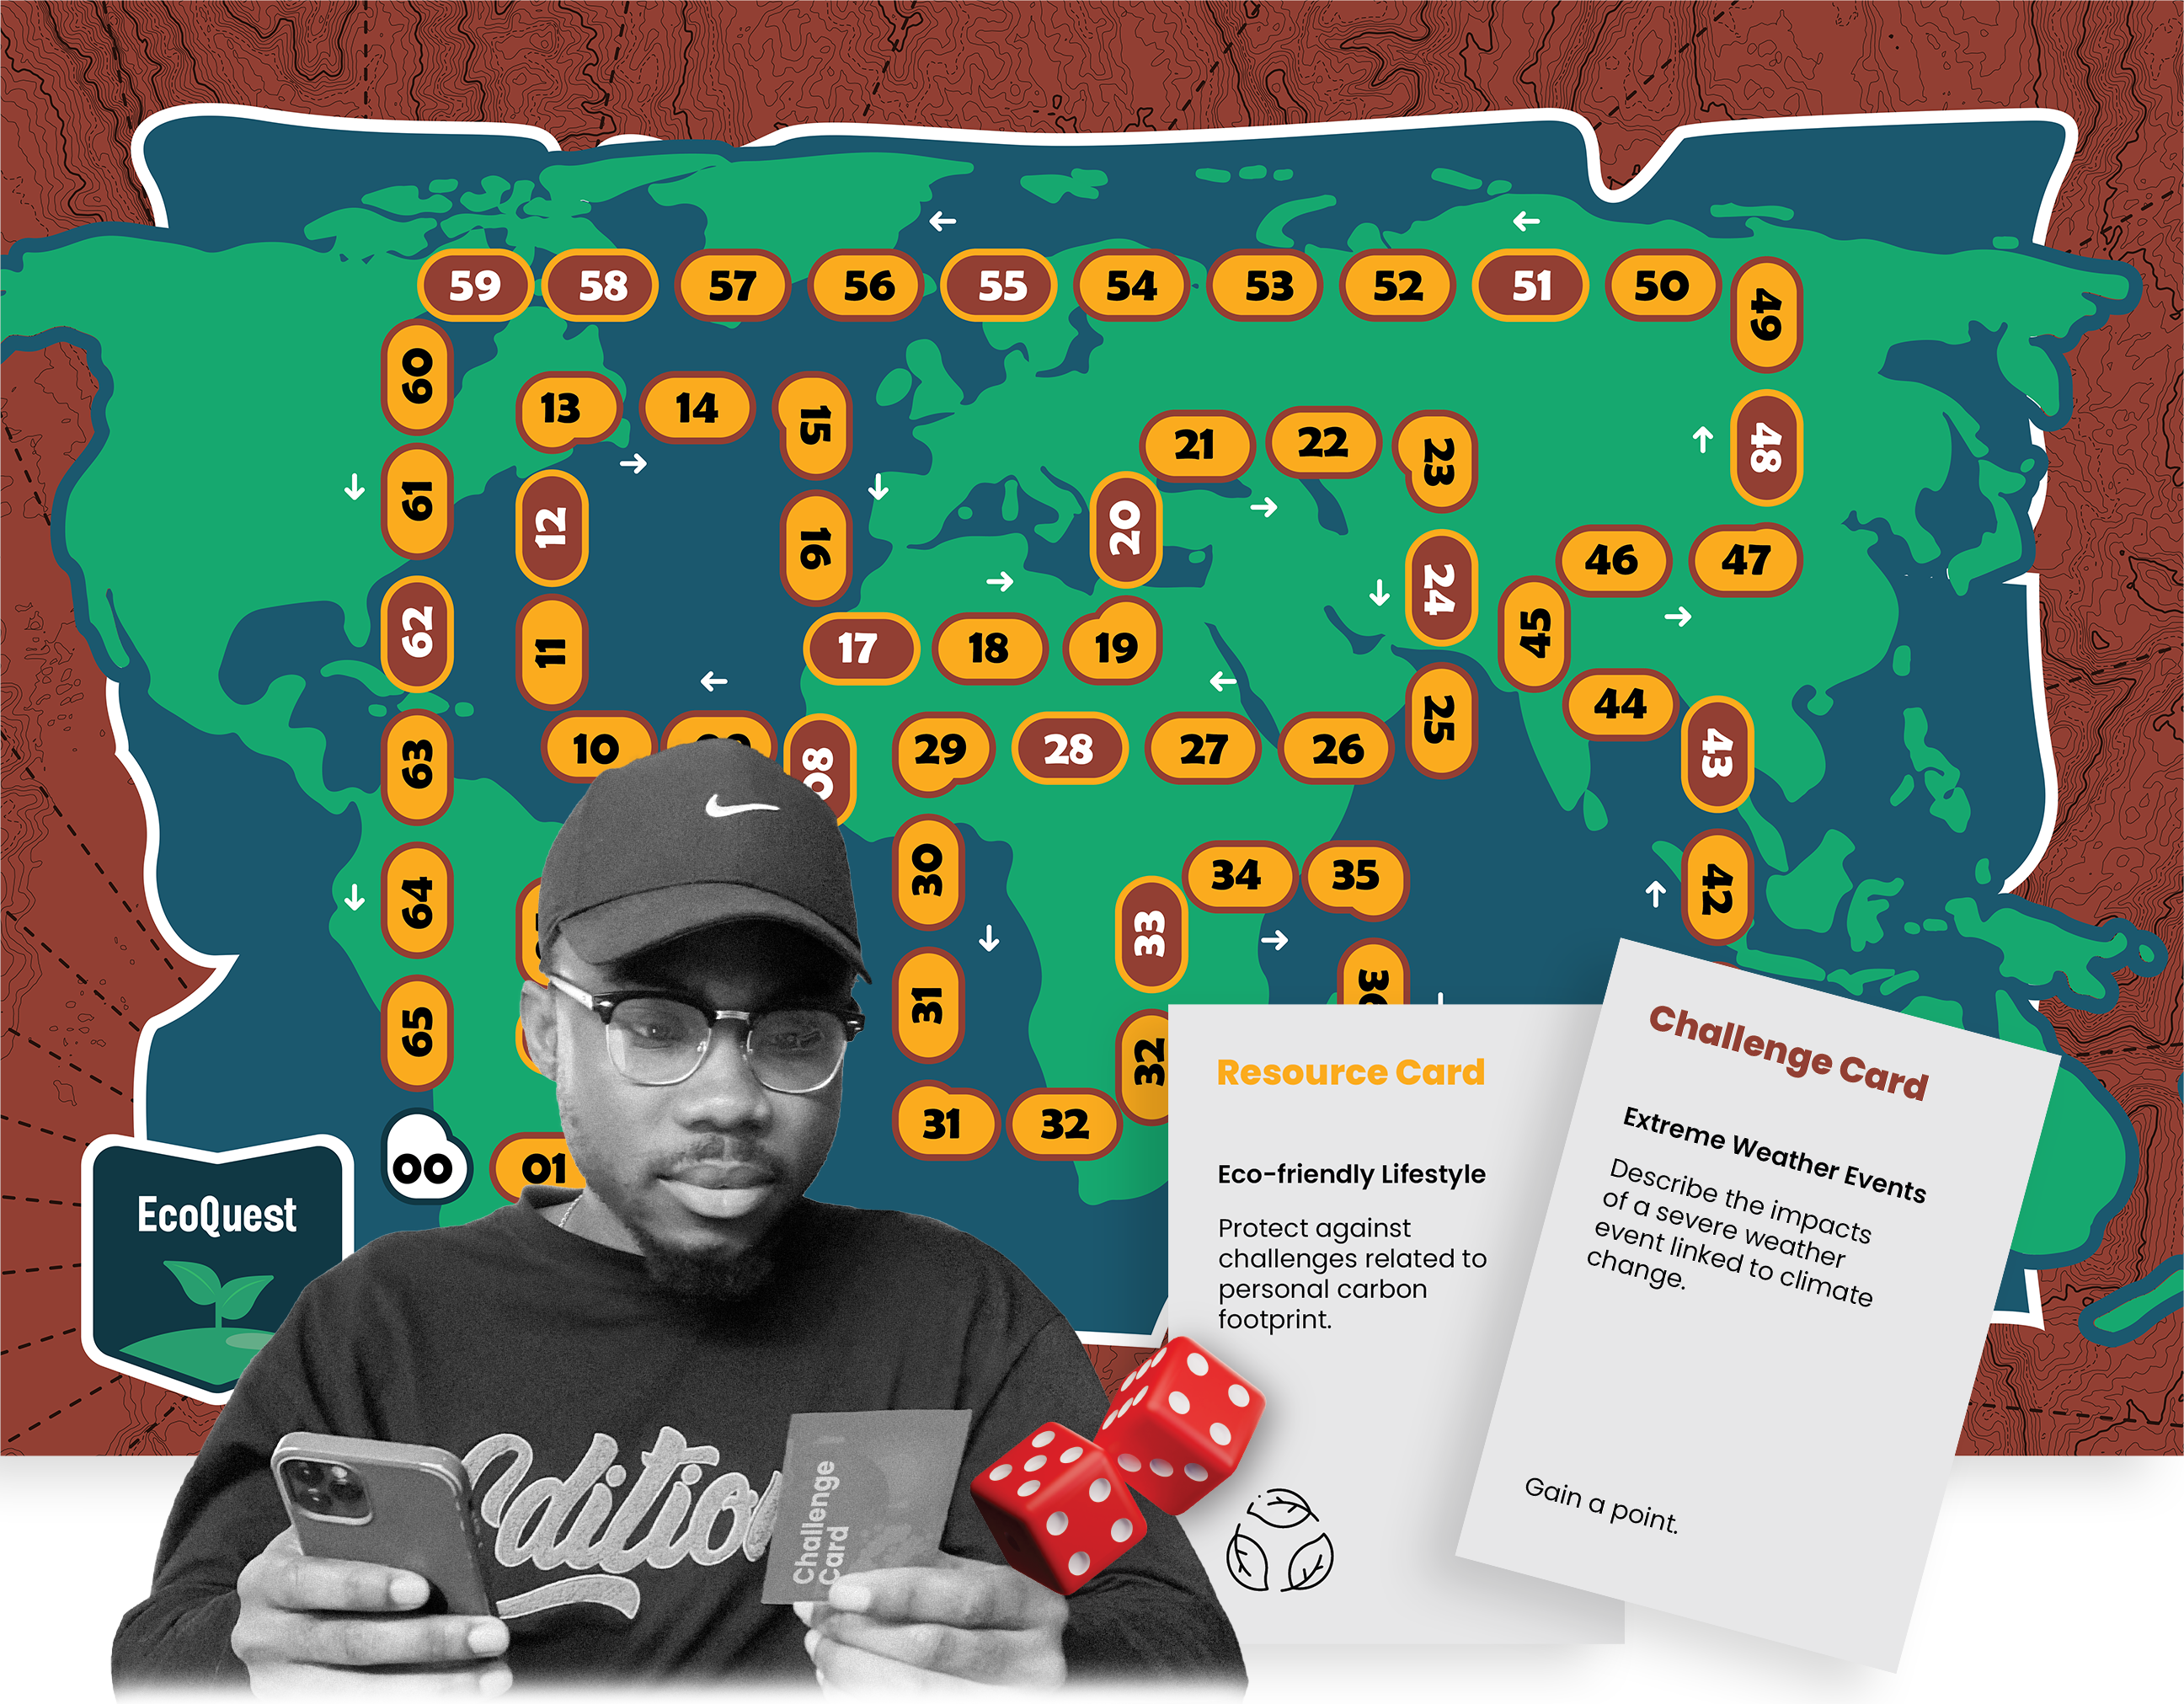 59 58 57 56 55 54 53 52 51 50 49
60 13 14 15 21 22 23 48
61 12 16 20 24 46 47
62 11 17 18 19 45
63 10 08 29 28 27 26 25 44 43
64 30 33 34 35 42
65 31 32
31 32
00 01
EcoQuest
Resource Card
Eco-friendly Lifestyle
Protect against
challenges related to
personal carbon
footprint.
Challenge Card
Extreme Weather Events
Describe the impacts
of a severe weather
event linked to climate
change.
Gain a point.
Challenge
Card